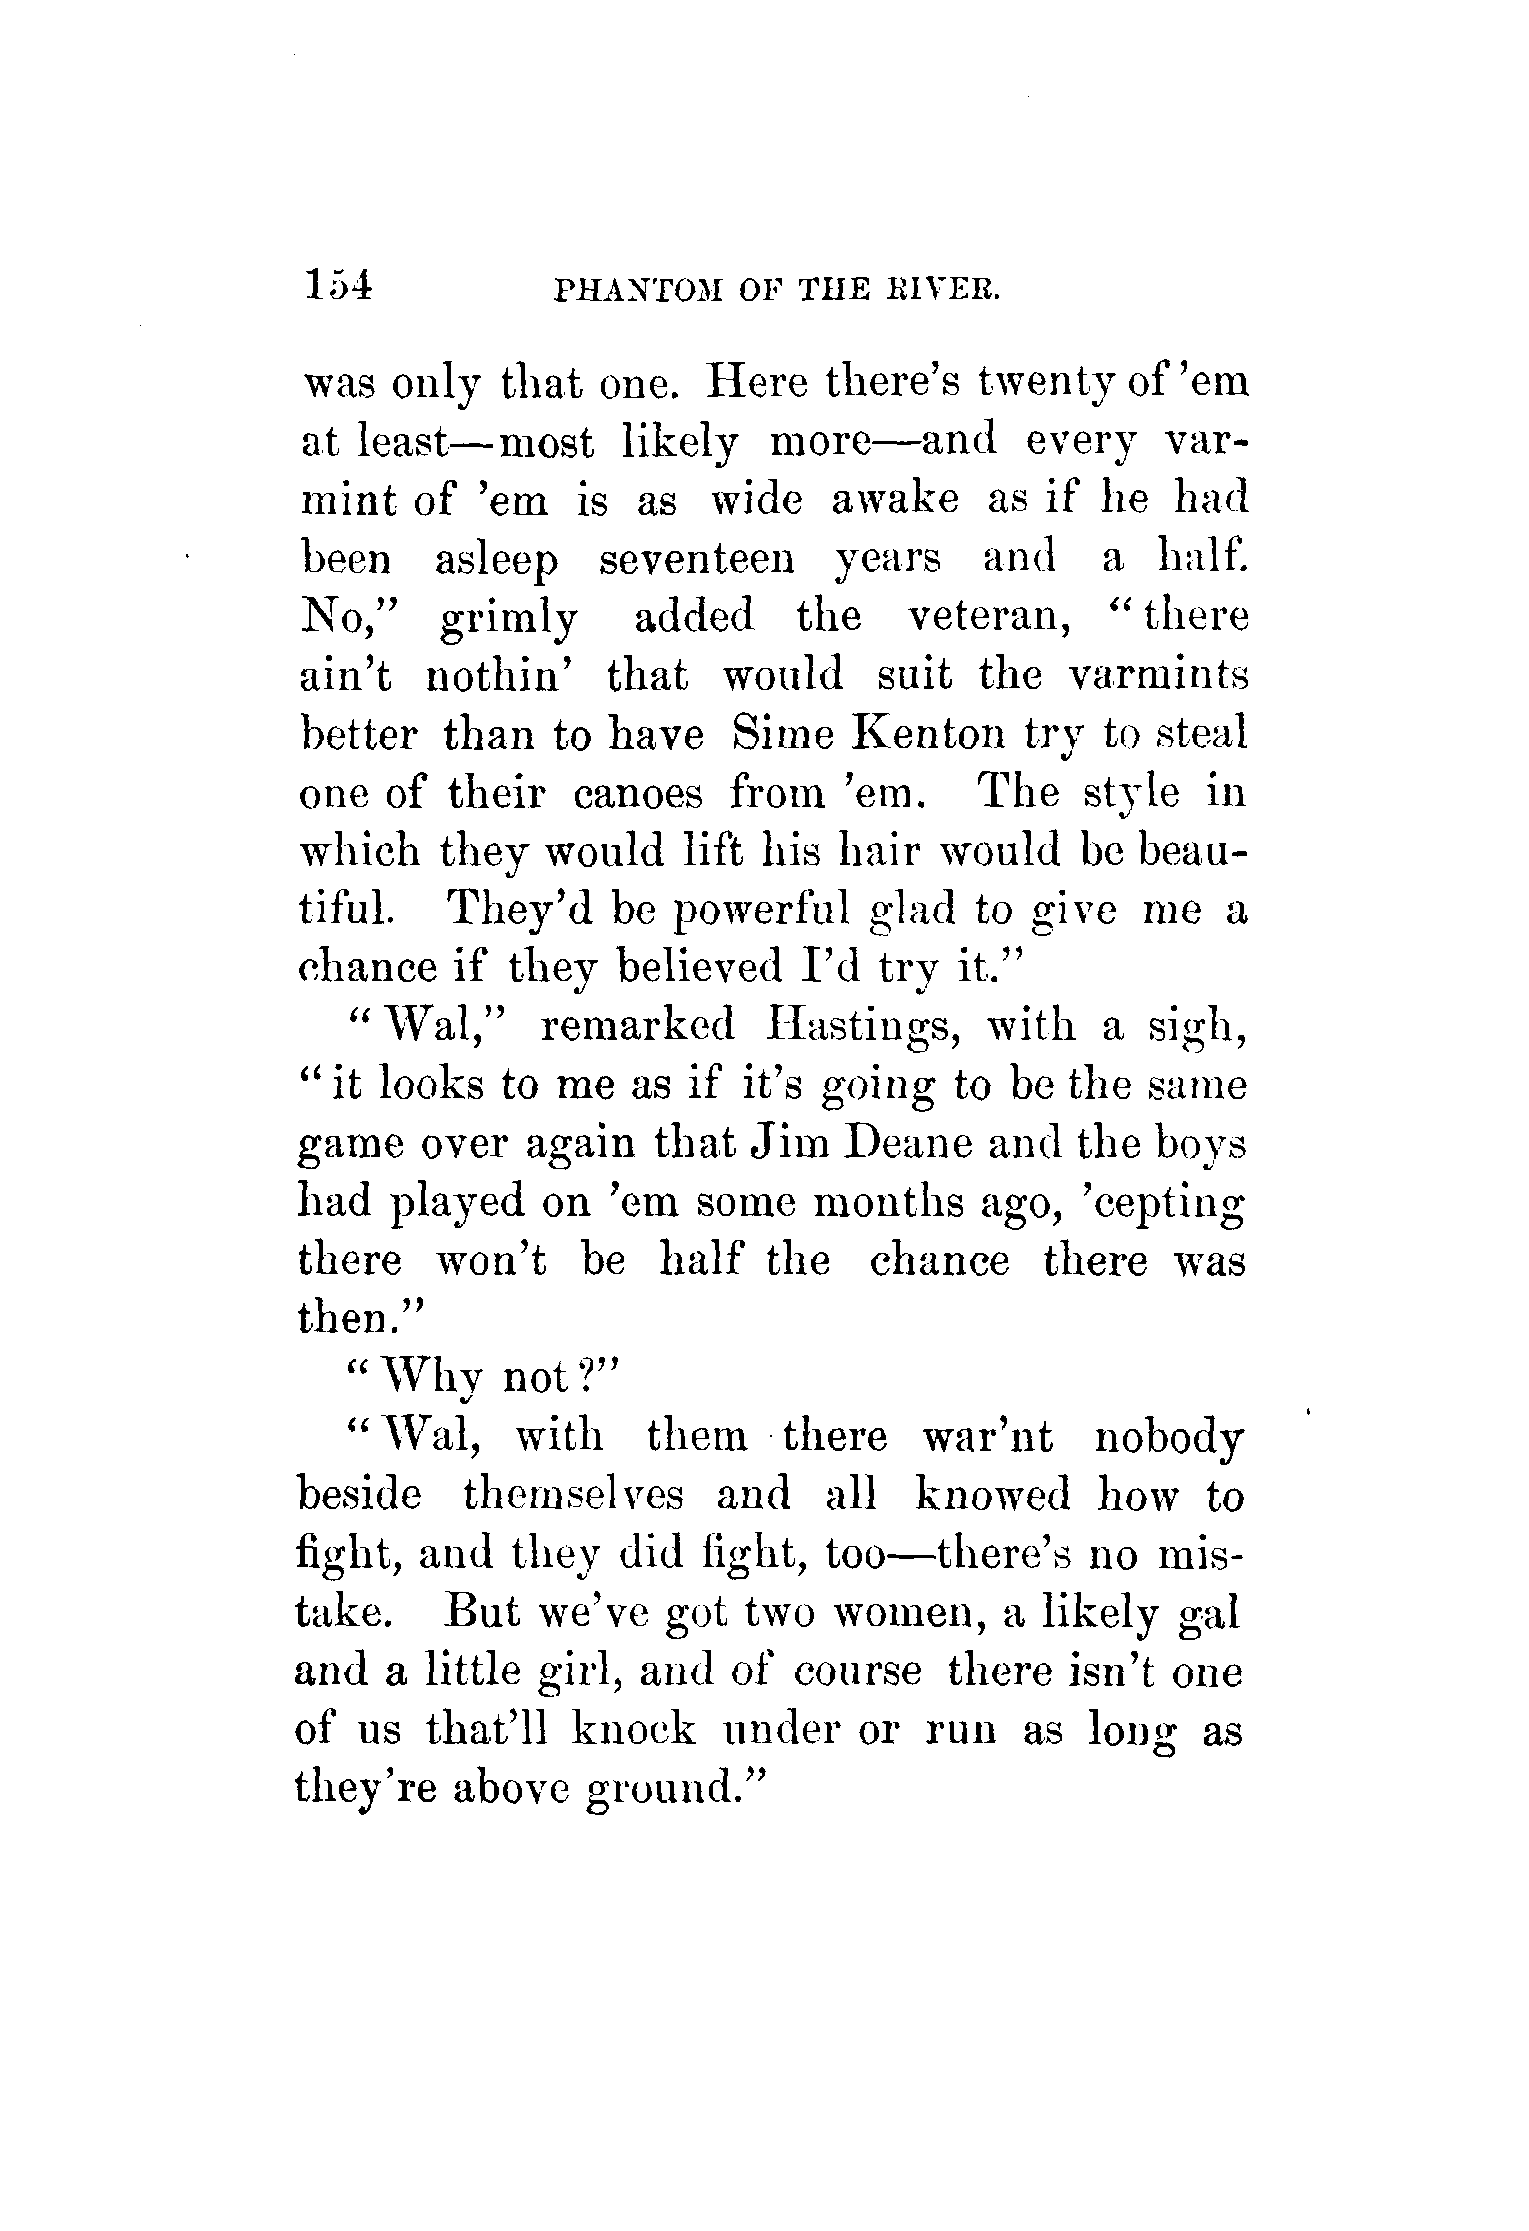 154 PHANTOM OF THE RIVER.
was only that one. Here there's twenty of 'em
at least—most likely more—and every var-
mint of 'em is as wide awake as if he had
been asleep seventeen years and a half.
No," grimly added the veteran, "there
ain't nothin' that would suit the varmints
better than to have Sime Kenton try to steal
one of their canoes from 'em. The style in
which they would lift his hair would be beau-
tiful. They'd be powerful glad to give me a
chance if they believed I'd try it."
"Wal," remarked Hastings, with a sigh,
"it looks to me as if it's going to be the same
game over again that Jim Deane and the boys
had played on 'em some months ago, 'cepting
there won't be half the chance there was
then."
"Why not?"
"Wal, with them there war'nt nobody
beside themselves and all knowed how to
fight, and they did fight, too—there's no mis-
take. But we've got two women, a likely gal
and a little girl, and of course there isn't one
of us that'll knock under or run as long as
they're above ground."